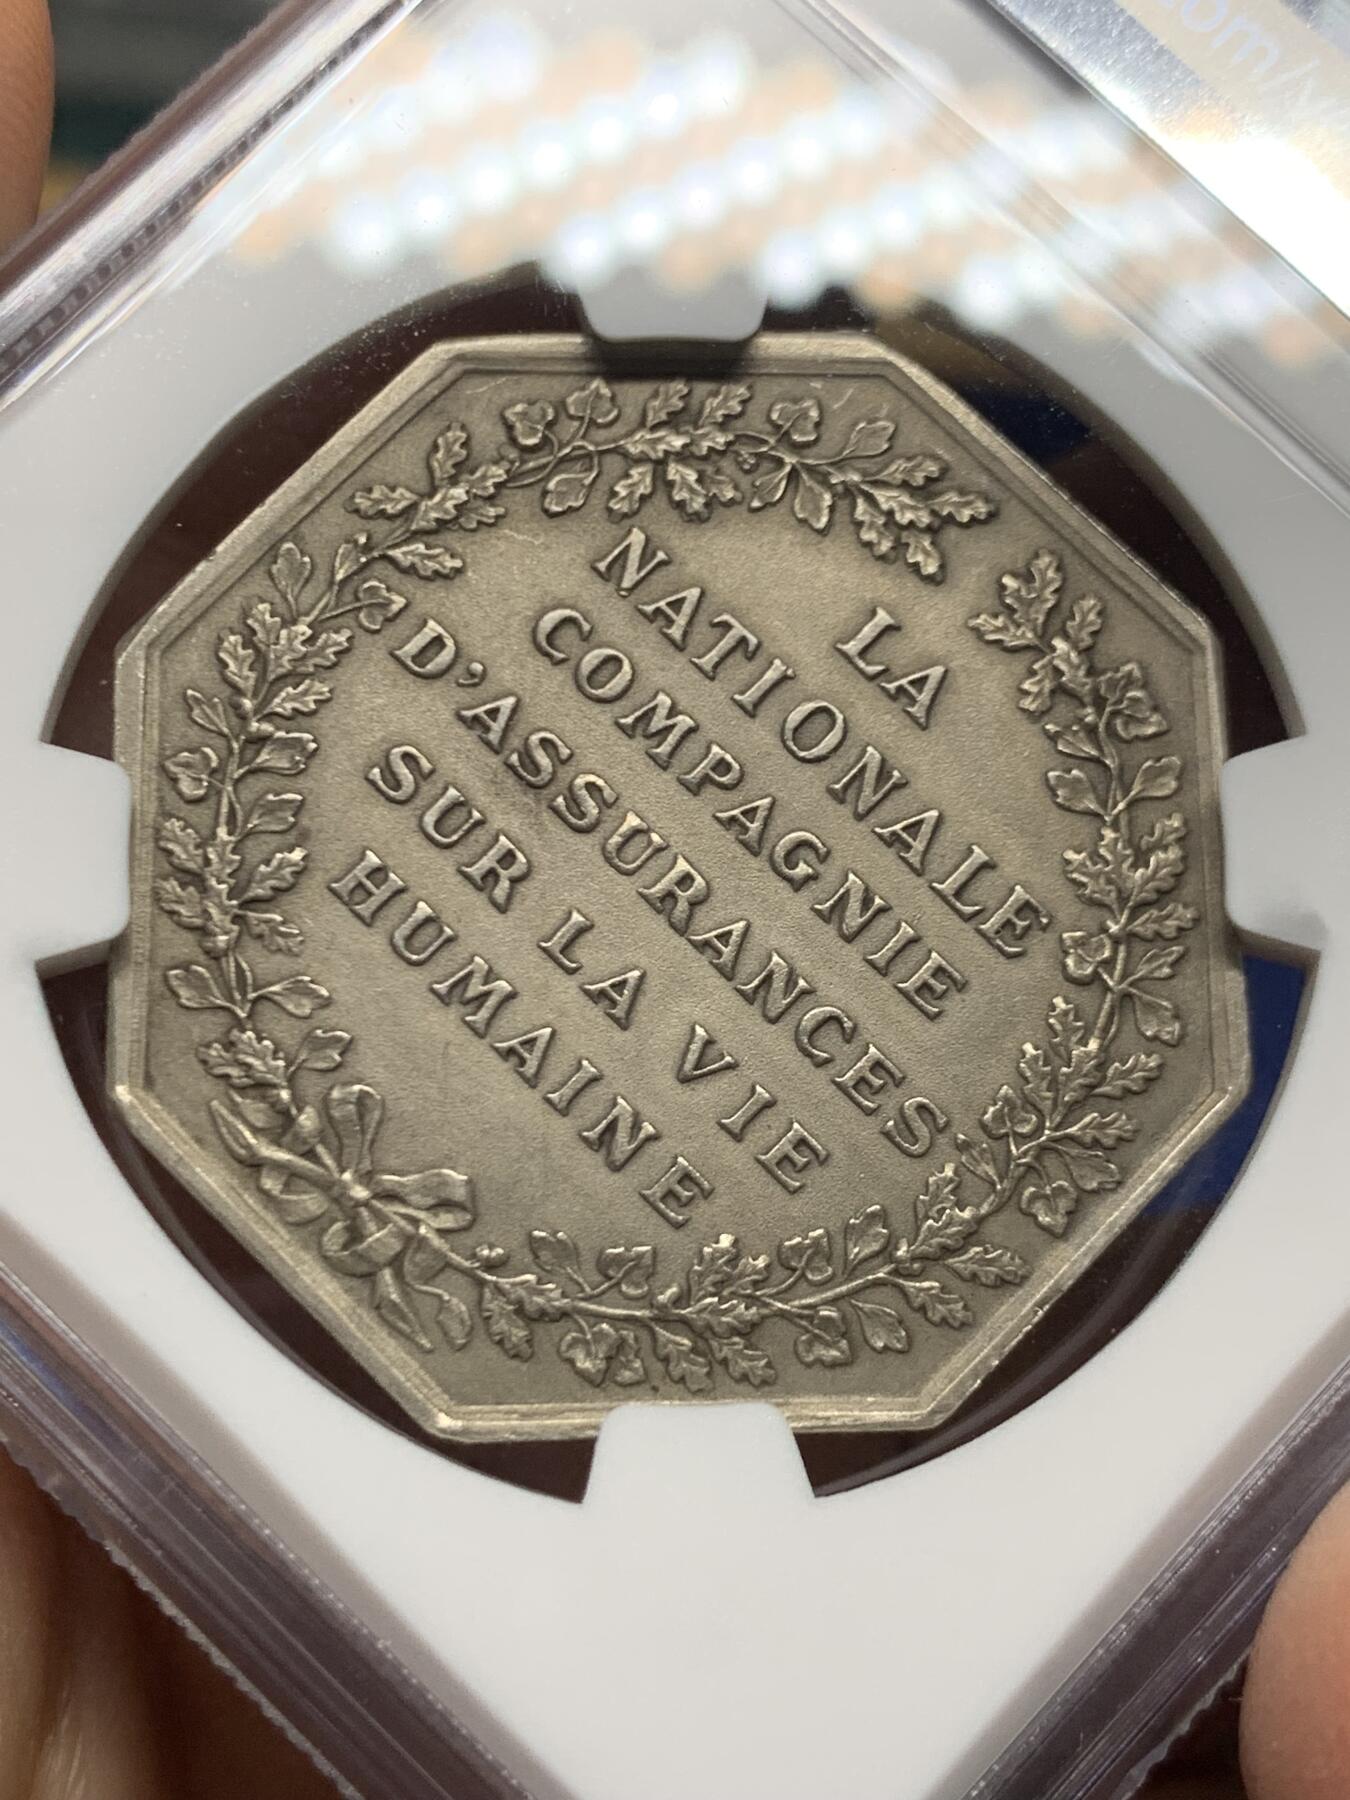 LA
NATIONALE
COMPAGNIE
D'ASSURANCES
SUR LA VIE
HUMAINE